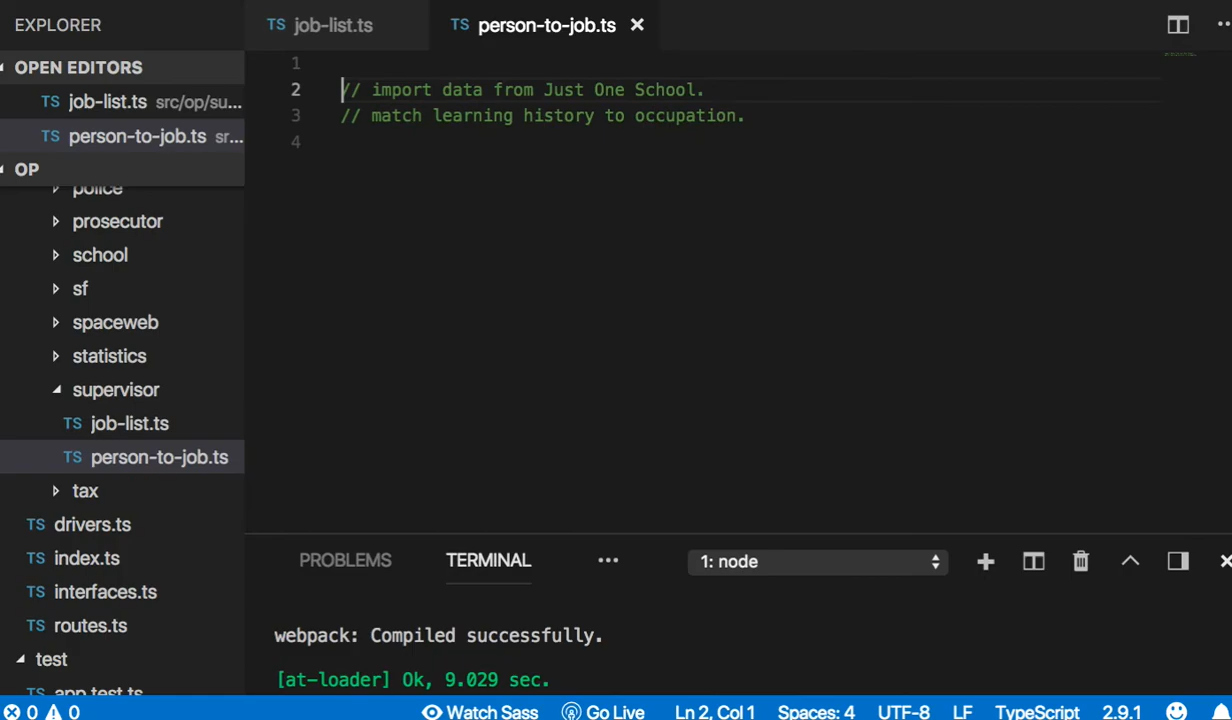 EXPLORER
TS job-list.ts
TS person-to-job.ts
OPEN EDITORS
TS job-list.ts src/op/su...
TS person-to-job.ts sr...
OP
police
prosecutor
school
sf
spaceweb
statistics
supervisor
TS job-list.ts
TS person-to-job.ts
tax
TS drivers.ts
TS index.ts
TS interfaces.ts
TS routes.ts
test
TS app.test.ts
1
2 // import data from Just One School.
3 // match learning history to occupation.
4
PROBLEMS TERMINAL ... 1: node
webpack: Compiled successfully.
[at-loader] Ok, 9.029 sec.
0 0 Watch Sass Go Live Ln 2, Col 1 Spaces: 4 UTF-8 LF TypeScript 2.9.1